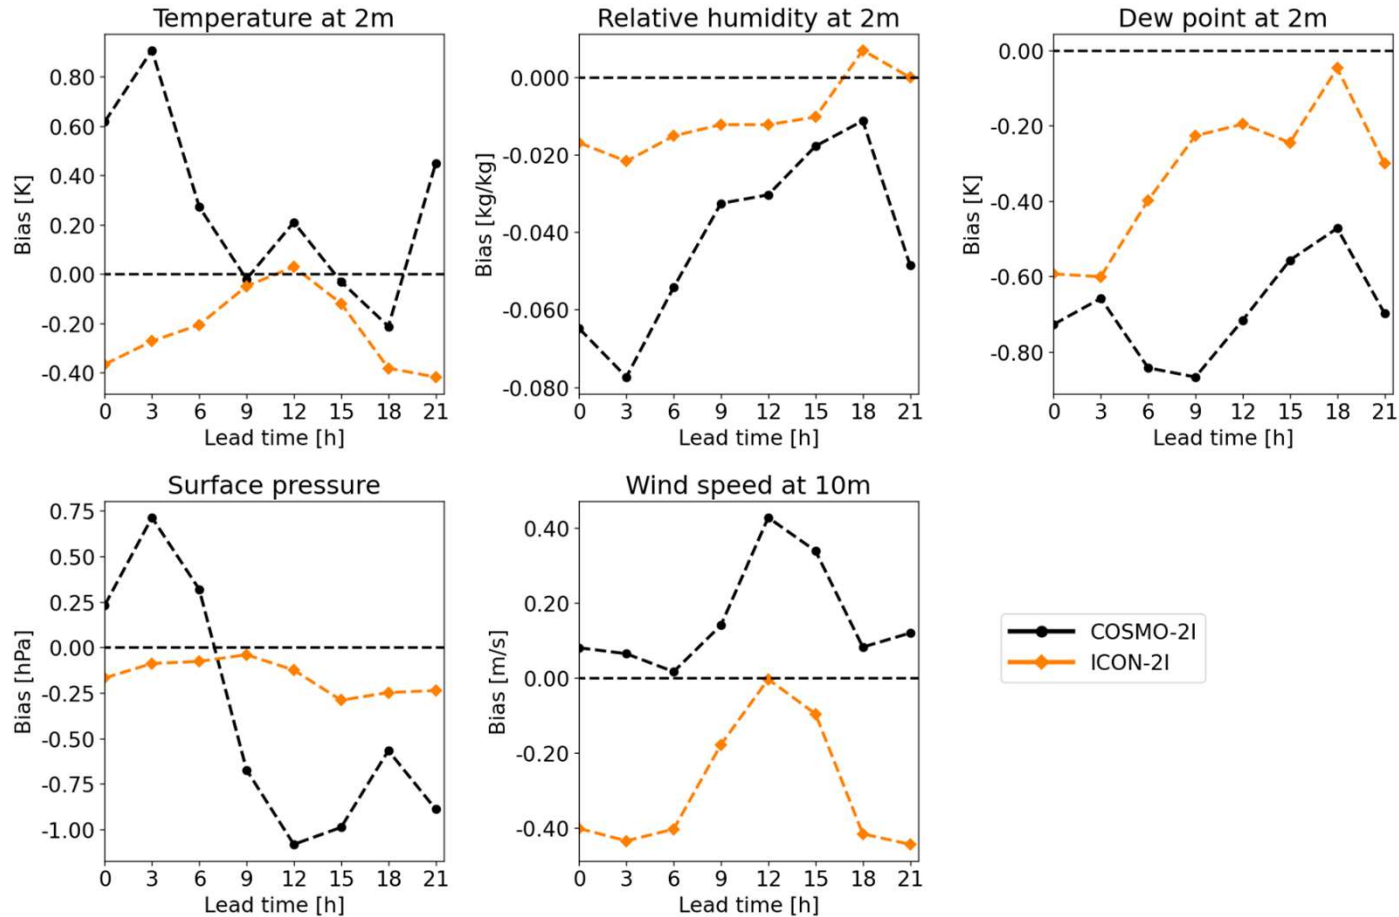 Temperature at 2m
Bias [K]
0.80
0.60
0.40
0.20
0.00
-0.20
-0.40
0 3 6 9 12 15 18 21
Lead time [h]
Relative humidity at 2m
Bias [kg/kg]
0.000
-0.020
-0.040
-0.060
-0.080
0 3 6 9 12 15 18 21
Lead time [h]
Dew point at 2m
Bias [K]
0.00
-0.20
-0.40
-0.60
-0.80
0 3 6 9 12 15 18 21
Lead time [h]
Surface pressure
Bias [hPa]
0.75
0.50
0.25
0.00
-0.25
-0.50
-0.75
-1.00
0 3 6 9 12 15 18 21
Lead time [h]
Wind speed at 10m
Bias [m/s]
0.40
0.20
0.00
-0.20
-0.40
0 3 6 9 12 15 18 21
Lead time [h]
COSMO-2I
ICON-2I